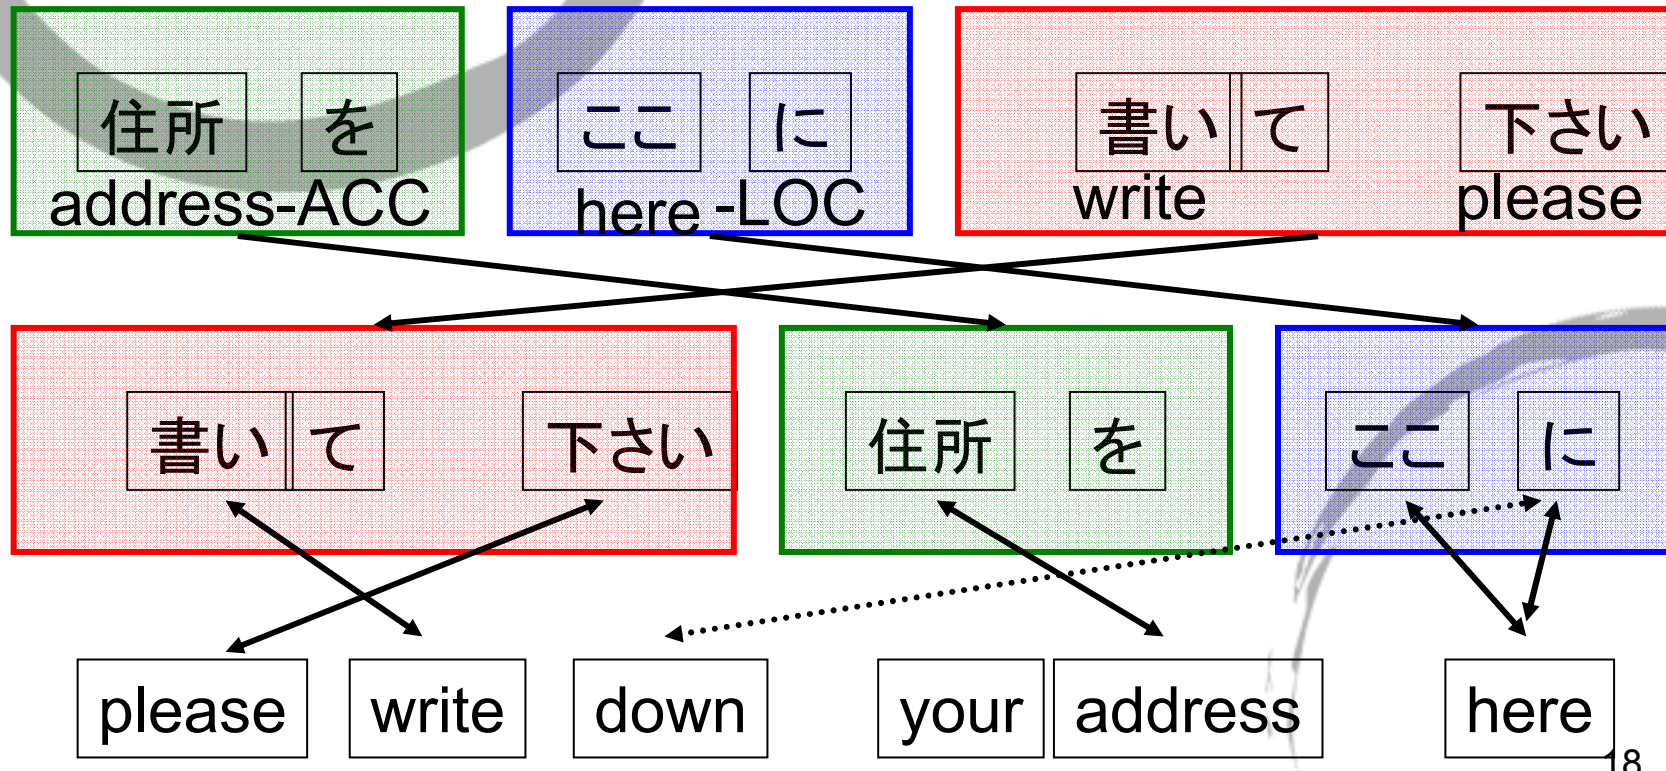 住所 を ここ に 書い て 下さい
address-ACC here -LOC write please
書い て 下さい 住所 を ここ に
please write down your address here
18